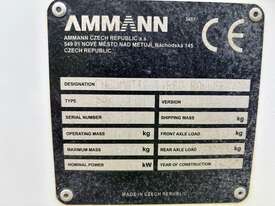 AMMANN
AMMANN CZECH REPUBLIC a.s.
549 01 NOVÉ MĚSTO NAD METUJÍ, Náchodská 145
CZECH REPUBLIC
CE
DESIGNATION
TYPE VERSION
SERIAL NUMBER SHIPPING MASS kg
OPERATING MASS kg FRONT AXLE LOAD kg
MAXIMUM MASS kg REAR AXLE LOAD kg
NOMINAL POWER kW YEAR OF CONSTRUCTION
MADE IN CZECH REPUBLIC